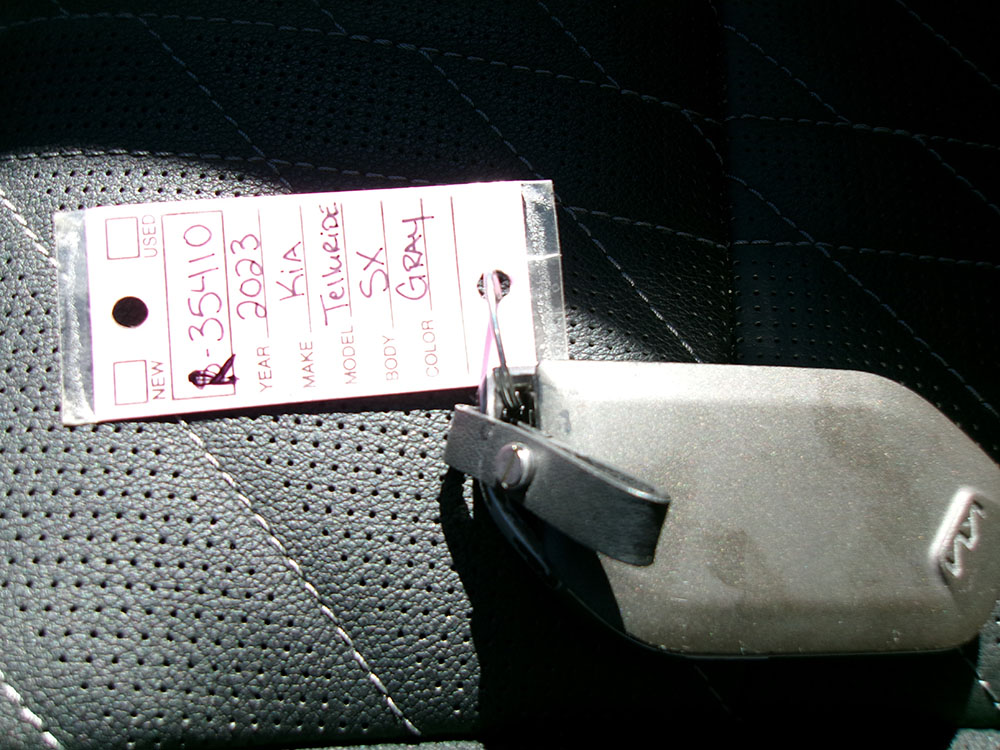 NEW USED
R-35410
YEAR 2023
MAKE KiA
MODEL TellURiDE
BODY SX
COLOR GRAY